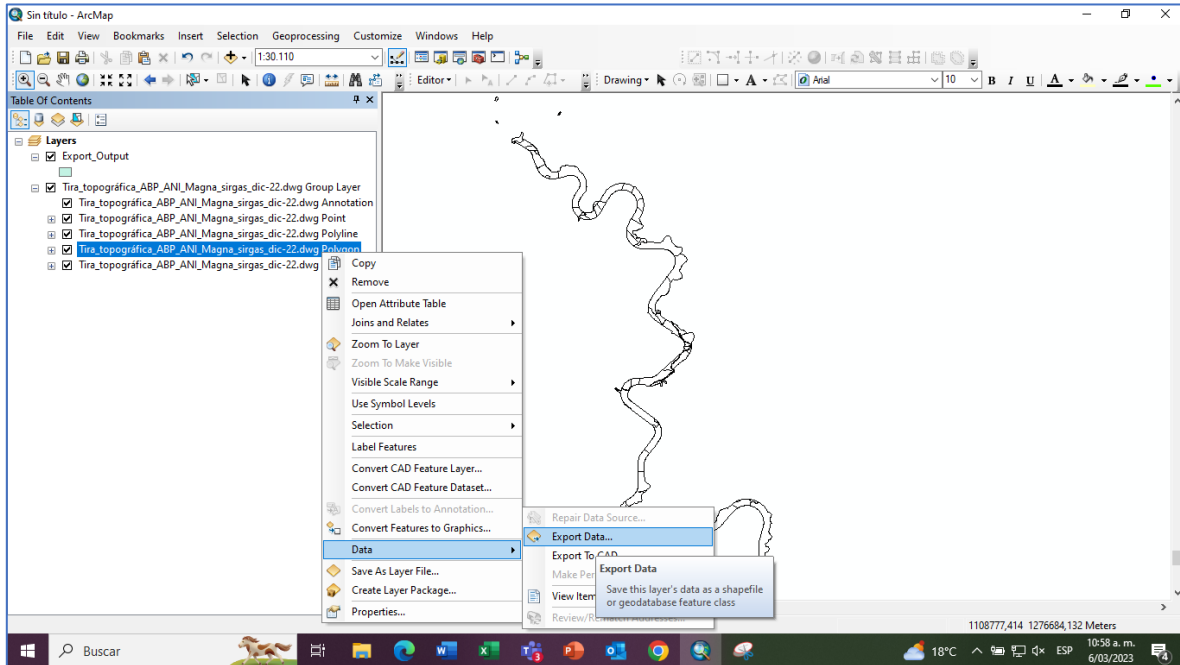 Sin título - ArcMap
File Edit View Bookmarks Insert Selection Geoprocessing Customize Windows Help
1:30.110
Editor Drawing Arial 10 B I U A
Table Of Contents
Layers
Export_Output
Tira_topográfica_ABP_ANI_Magna_sirgas_dic-22.dwg Group Layer
Tira_topográfica_ABP_ANI_Magna_sirgas_dic-22.dwg Annotation
Tira_topográfica_ABP_ANI_Magna_sirgas_dic-22.dwg Point
Tira_topográfica_ABP_ANI_Magna_sirgas_dic-22.dwg Polyline
Tira_topográfica_ABP_ANI_Magna_sirgas_dic-22.dwg Polygon
Tira_topográfica_ABP_ANI_Magna_sirgas_dic-22.dwg
Copy
Remove
Open Attribute Table
Joins and Relates
Zoom To Layer
Zoom To Make Visible
Visible Scale Range
Use Symbol Levels
Selection
Label Features
Convert CAD Feature Layer...
Convert CAD Feature Dataset...
Convert Labels to Annotation...
Convert Features to Graphics...
Data
Save As Layer File...
Create Layer Package...
Properties...
Repair Data Source...
Export Data...
Export To CAD
Make Per
View Item
Review/Rematch Addresses...
Export Data
Save this layer's data as a shapefile
or geodatabase feature class
1108777,414 1276684,132 Meters
Buscar
18°C
ESP
10:58 a. m.
6/03/2023